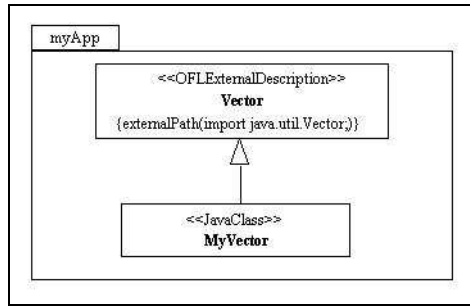 myApp
<<OFLExternalDescription>>
Vector
{externalPath(import java.util.Vector;)}
<<JavaClass>>
MyVector